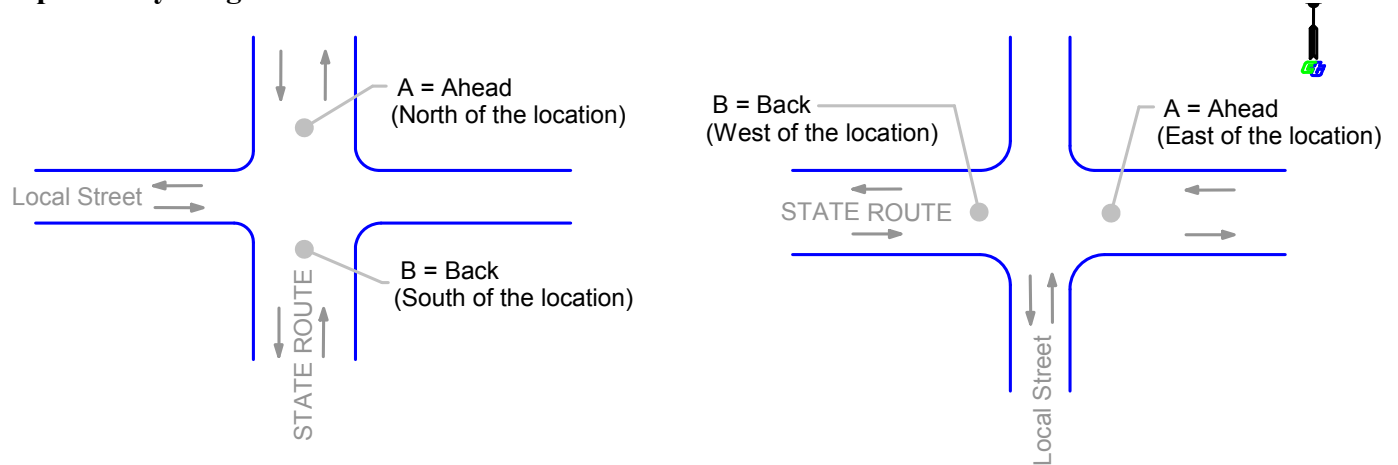 A = Ahead
(North of the location)
Local Street
B = Back
(South of the location)
STATE ROUTE
B = Back
(West of the location)
A = Ahead
(East of the location)
STATE ROUTE
Local Street